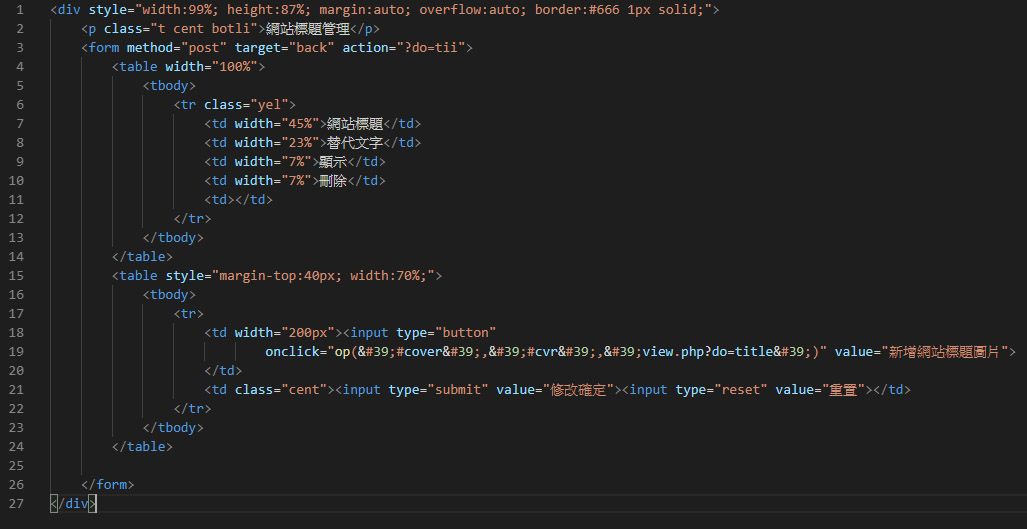 1 <div style="width:99%; height:87%; margin:auto; overflow:auto; border:#666 1px solid;">
2     <p class="t cent botli">網站標題管理</p>
3     <form method="post" target="back" action="?do=tii">
4         <table width="100%">
5             <tbody>
6                 <tr class="yel">
7                     <td width="45%">網站標題</td>
8                     <td width="23%">替代文字</td>
9                     <td width="7%">顯示</td>
10                     <td width="7%">刪除</td>
11                     <td></td>
12                 </tr>
13             </tbody>
14         </table>
15         <table style="margin-top:40px; width:70%;">
16             <tbody>
17                 <tr>
18                     <td width="200px"><input type="button"
19                             onclick="op(&#39;#cover&#39;,&#39;#cvr&#39;,&#39;view.php?do=title&#39;)" value="新增網站標題圖片">
20                     </td>
21                     <td class="cent"><input type="submit" value="修改確定"><input type="reset" value="重置"></td>
22                 </tr>
23             </tbody>
24         </table>
25
26     </form>
27 </div>